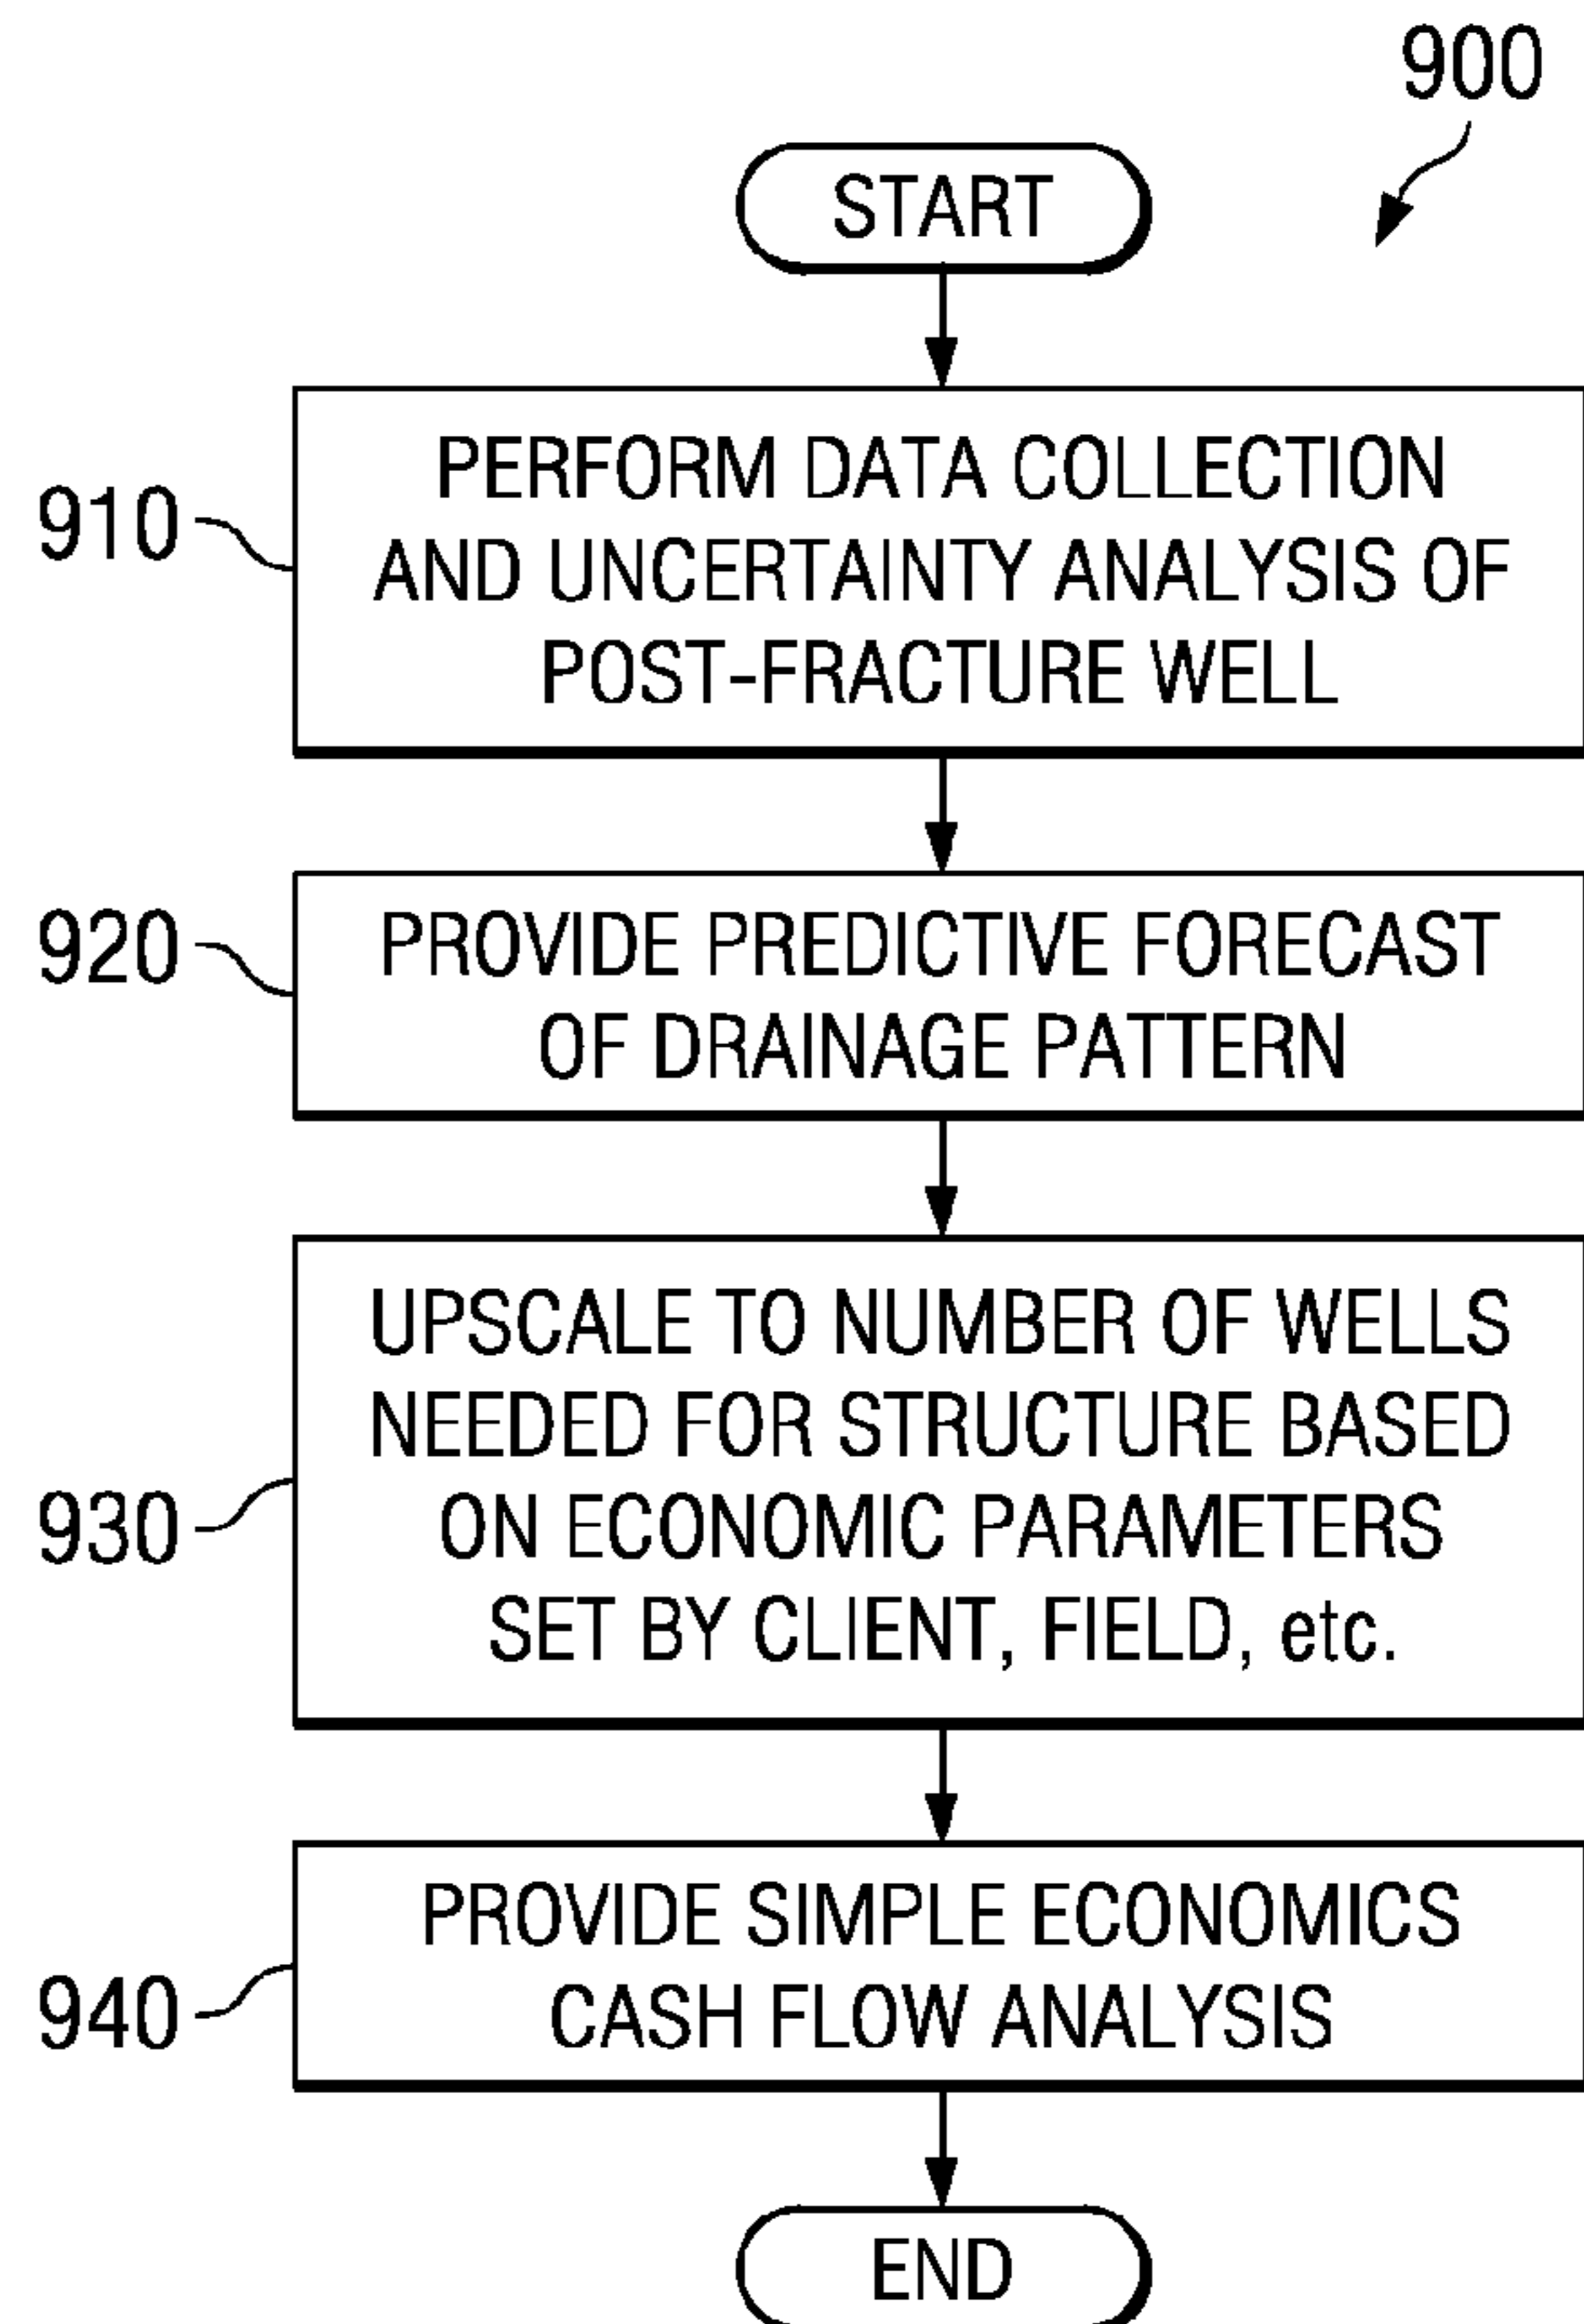 900
START
910
PERFORM DATA COLLECTION
AND UNCERTAINTY ANALYSIS OF
POST-FRACTURE WELL
920
PROVIDE PREDICTIVE FORECAST
OF DRAINAGE PATTERN
930
UPSCALE TO NUMBER OF WELLS
NEEDED FOR STRUCTURE BASED
ON ECONOMIC PARAMETERS
SET BY CLIENT, FIELD, etc.
940
PROVIDE SIMPLE ECONOMICS
CASH FLOW ANALYSIS
END